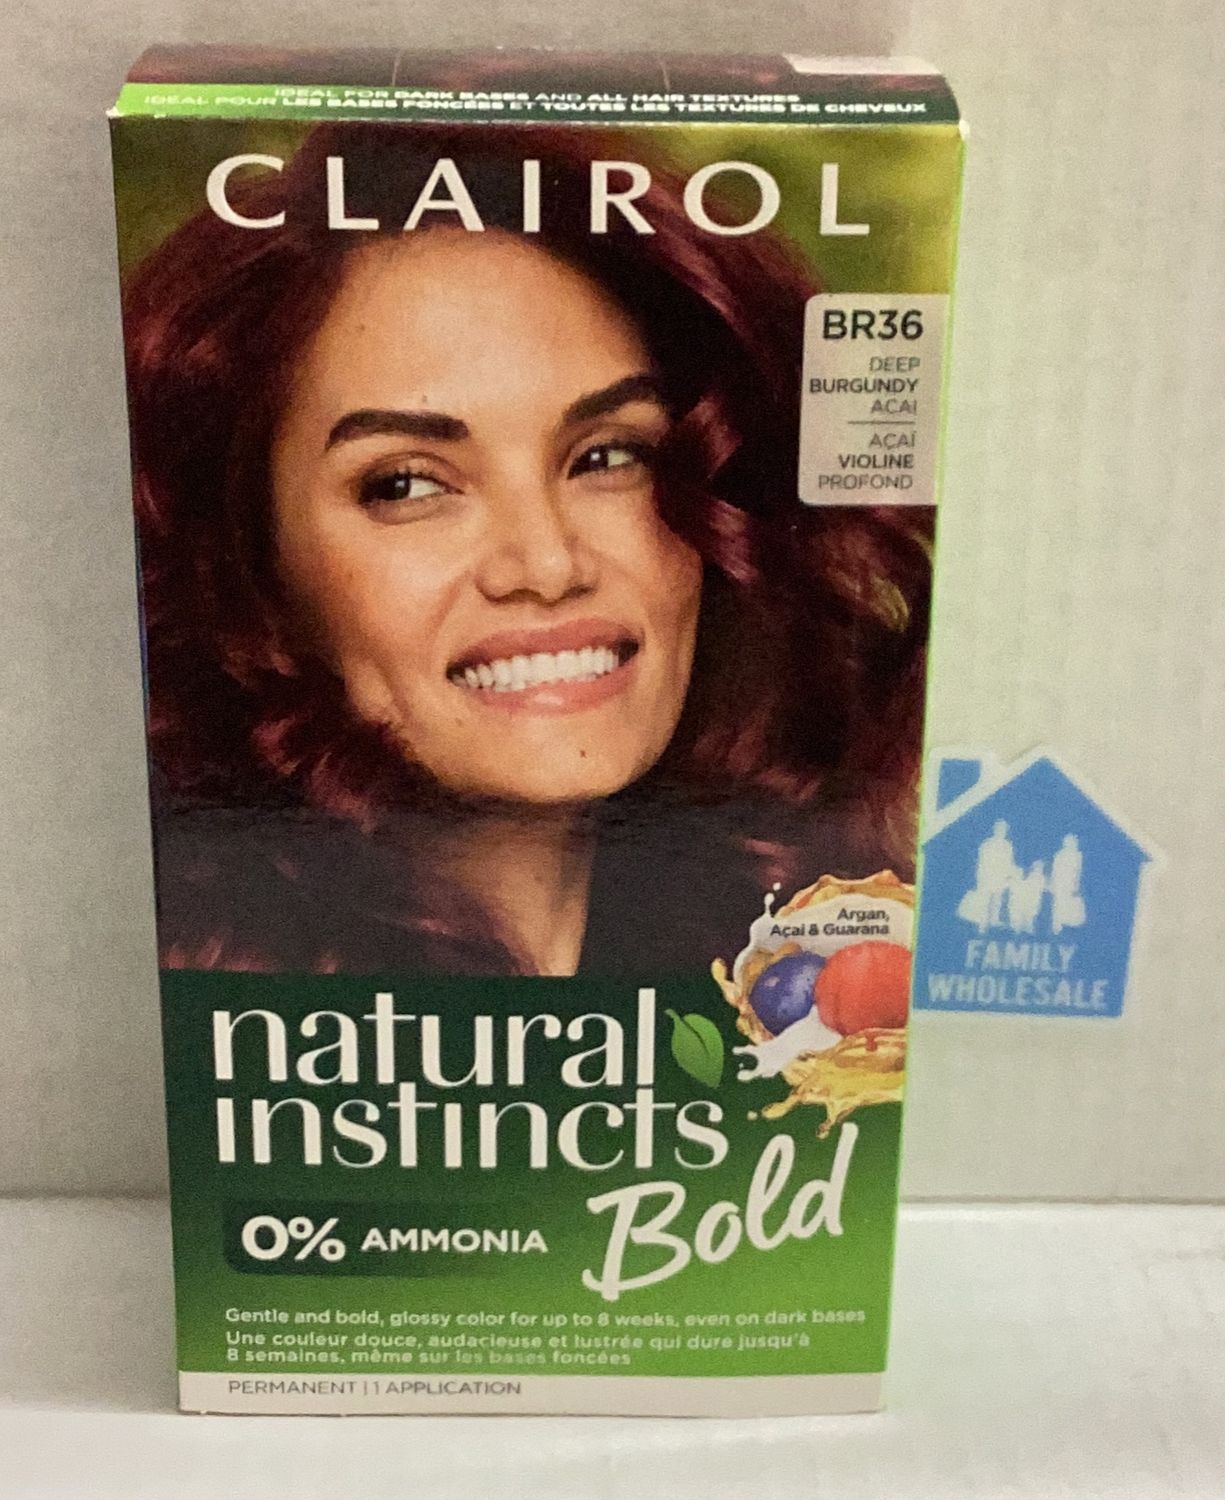 IDEAL FOR DARK BASES AND ALL HAIR TEXTURES
IDÉAL POUR LES BASES FONCÉES ET TOUTES LES TEXTURES DE CHEVEUX
CLAIROL
BR36
DEEP
BURGUNDY
ACAI
AÇAÏ
VIOLINE
PROFOND
Argan,
Açai & Guarana
FAMILY
WHOLESALE
natural
instincts
Bold
0% AMMONIA
Gentle and bold, glossy color for up to 8 weeks, even on dark bases
Une couleur douce, audacieuse et lustrée qui dure jusqu'à
8 semaines, même sur les bases foncées
PERMANENT | 1 APPLICATION